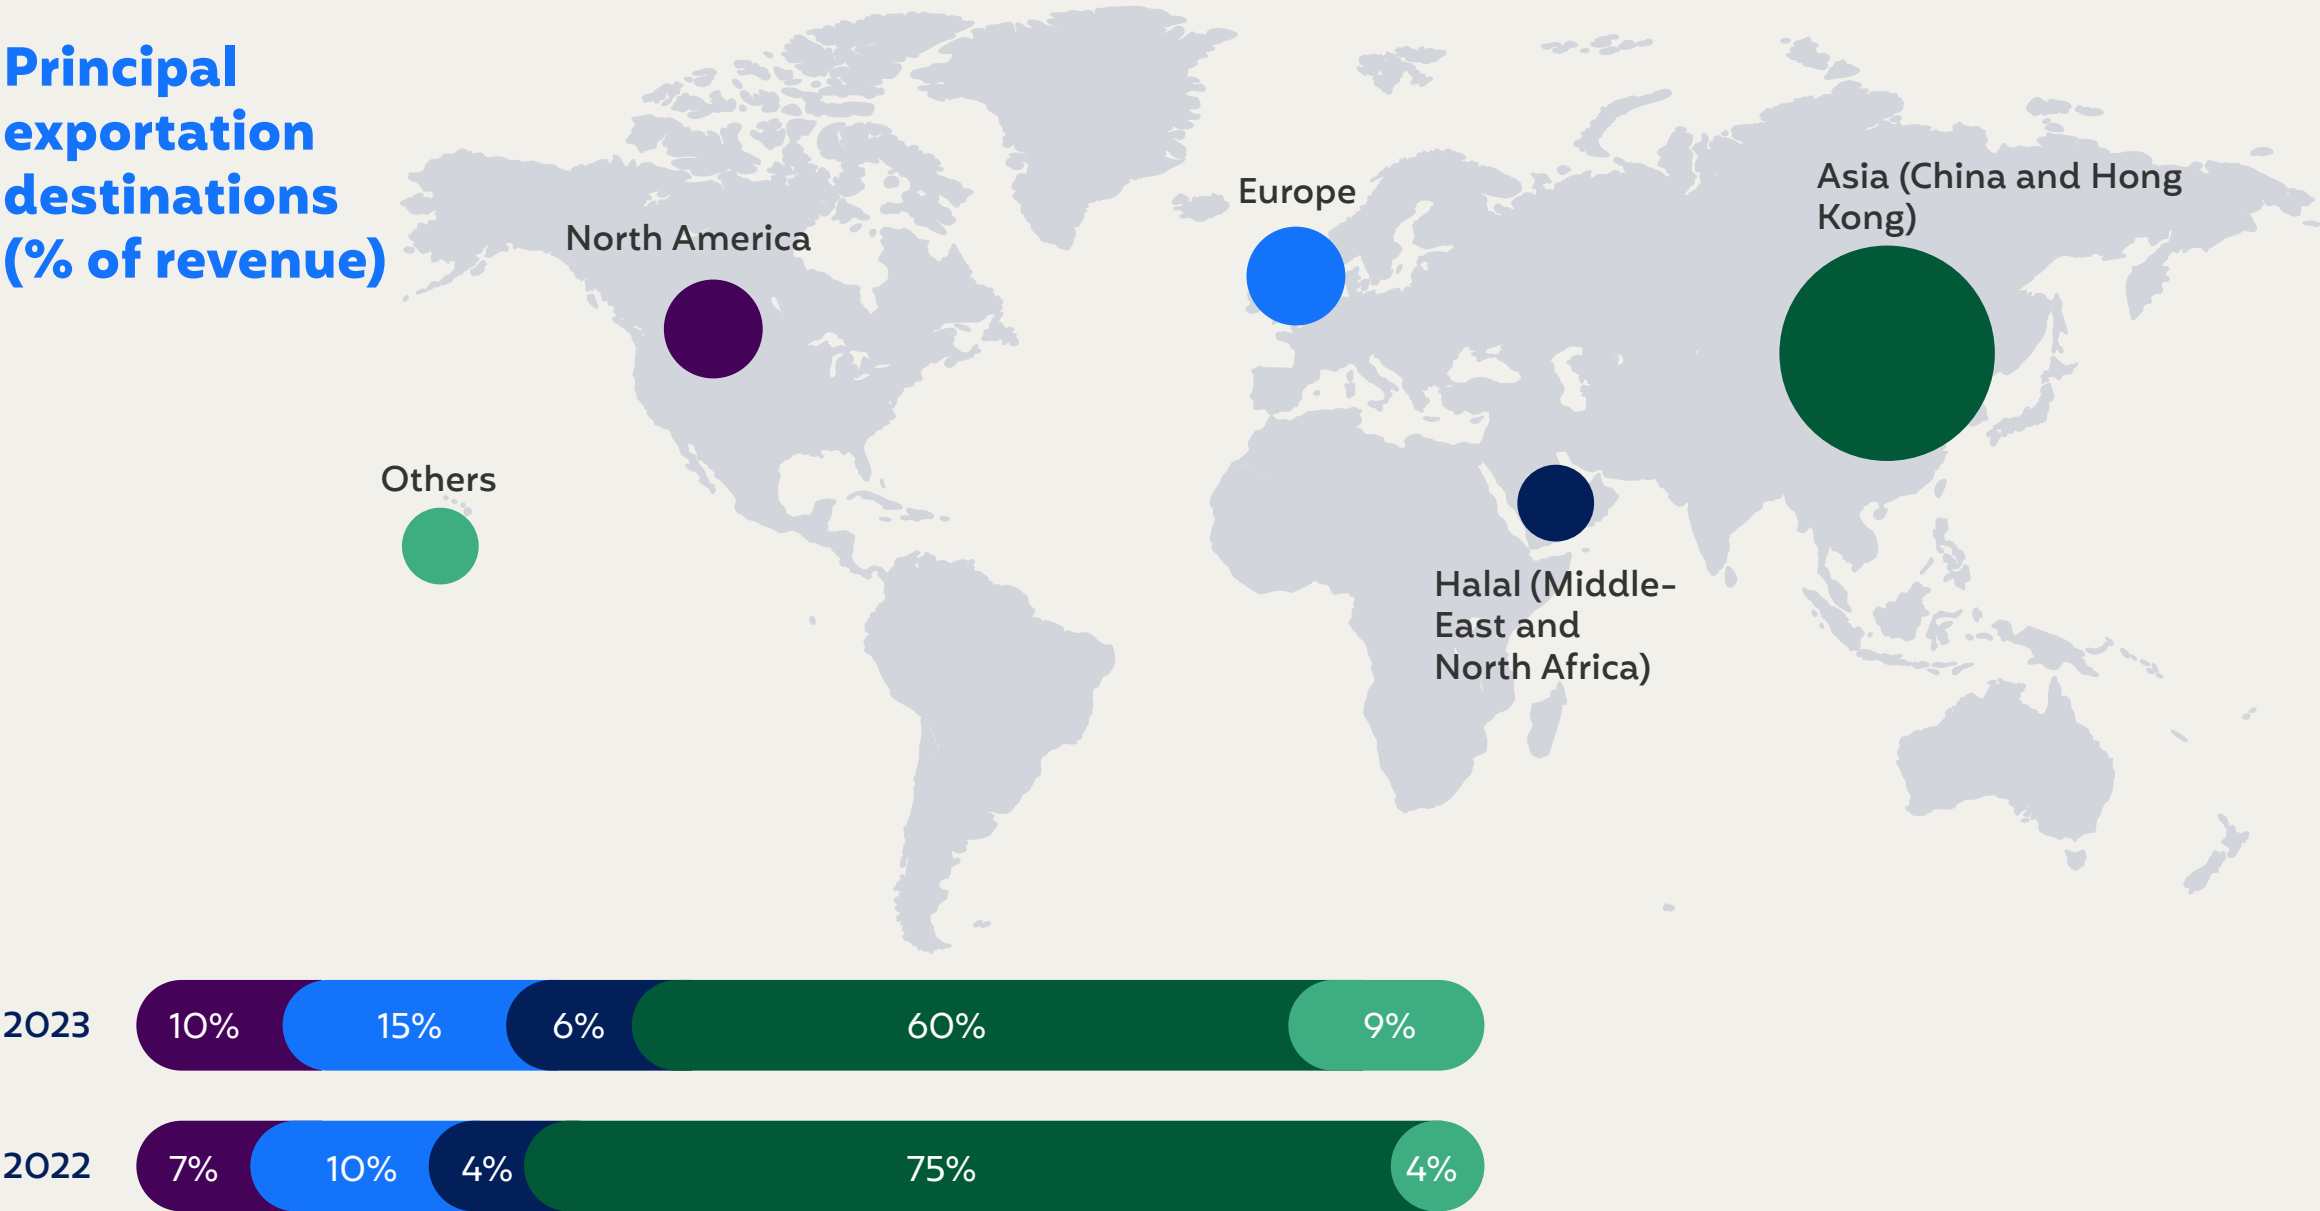 Principal
exportation
destinations
(% of revenue)
North America
Europe
Asia (China and Hong
Kong)
Others
Halal (Middle-
East and
North Africa)
2023 10% 15% 6% 60% 9%
2022 7% 10% 4% 75% 4%